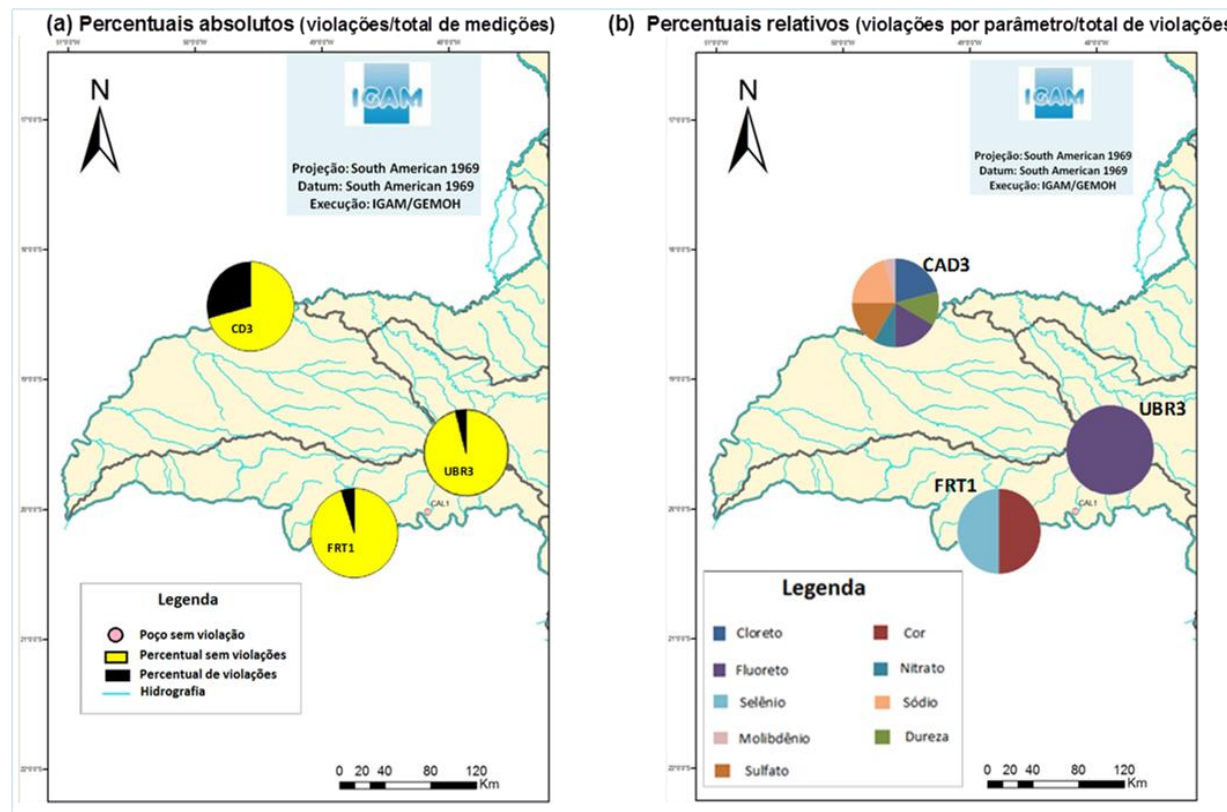 (a) Percentuais absolutos (violações/total de medições)
N
IGAM
Projeção: South American 1969
Datum: South American 1969
Execução: IGAM/GEMOH
CD3
UBR3
CAL1
FRT1
Legenda
Poço sem violação
Percentual sem violações
Percentual de violações
Hidrografia
0 20 40 80 120
Km
(b) Percentuais relativos (violações por parâmetro/total de violações
N
IGAM
Projeção: South American 1969
Datum: South American 1969
Execução: IGAM/GEMOH
CAD3
UBR3
FRT1
CAL1
Legenda
Cloreto
Cor
Fluoreto
Nitrato
Selênio
Sódio
Molibdênio
Dureza
Sulfato
0 20 40 80 120
Km